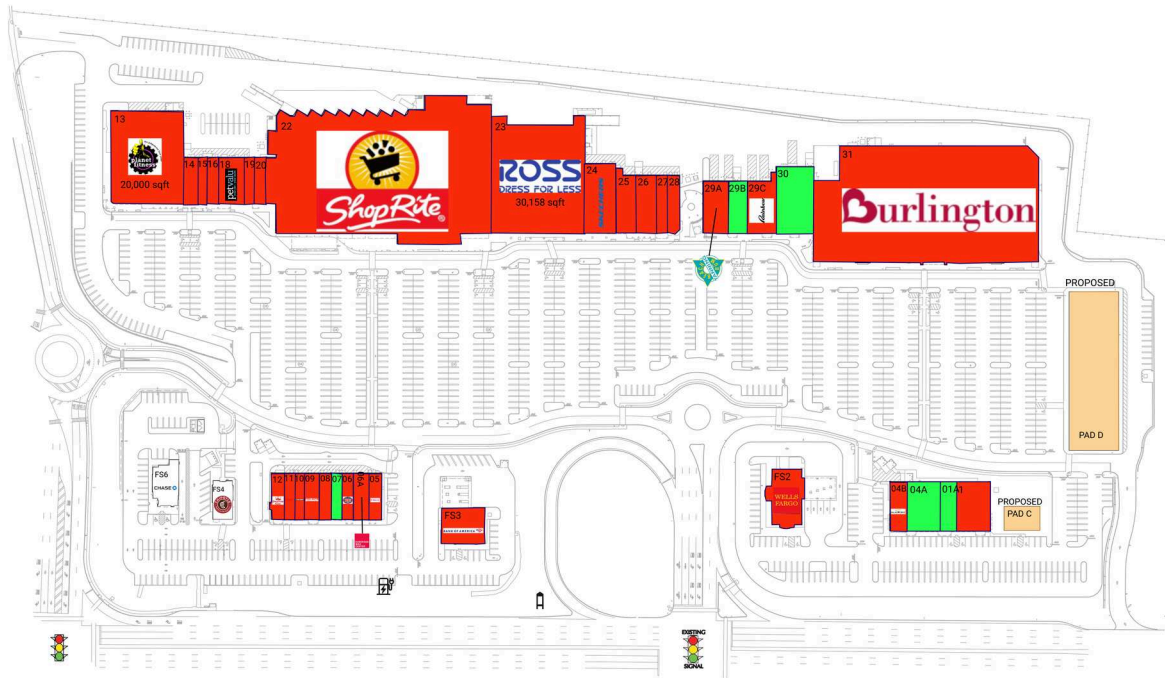 13
planet
fitness
20,000 sqft
14
15
16
18
petvalu
19
20
22
ShopRite
®
23
ROSS
DRESS FOR LESS
30,158 sqft
24
25
26
27
28
29A
29B
29C
Rainbow
30
31
Burlington
PROPOSED
PAD D
FS6
CHASE
FS4
12
11
10
09
08
07
06
05
FS3
BANK OF AMERICA
FS2
WELLS
FARGO
04B
04A
01A
1
PROPOSED
PAD C
EXISTING
SIGNAL